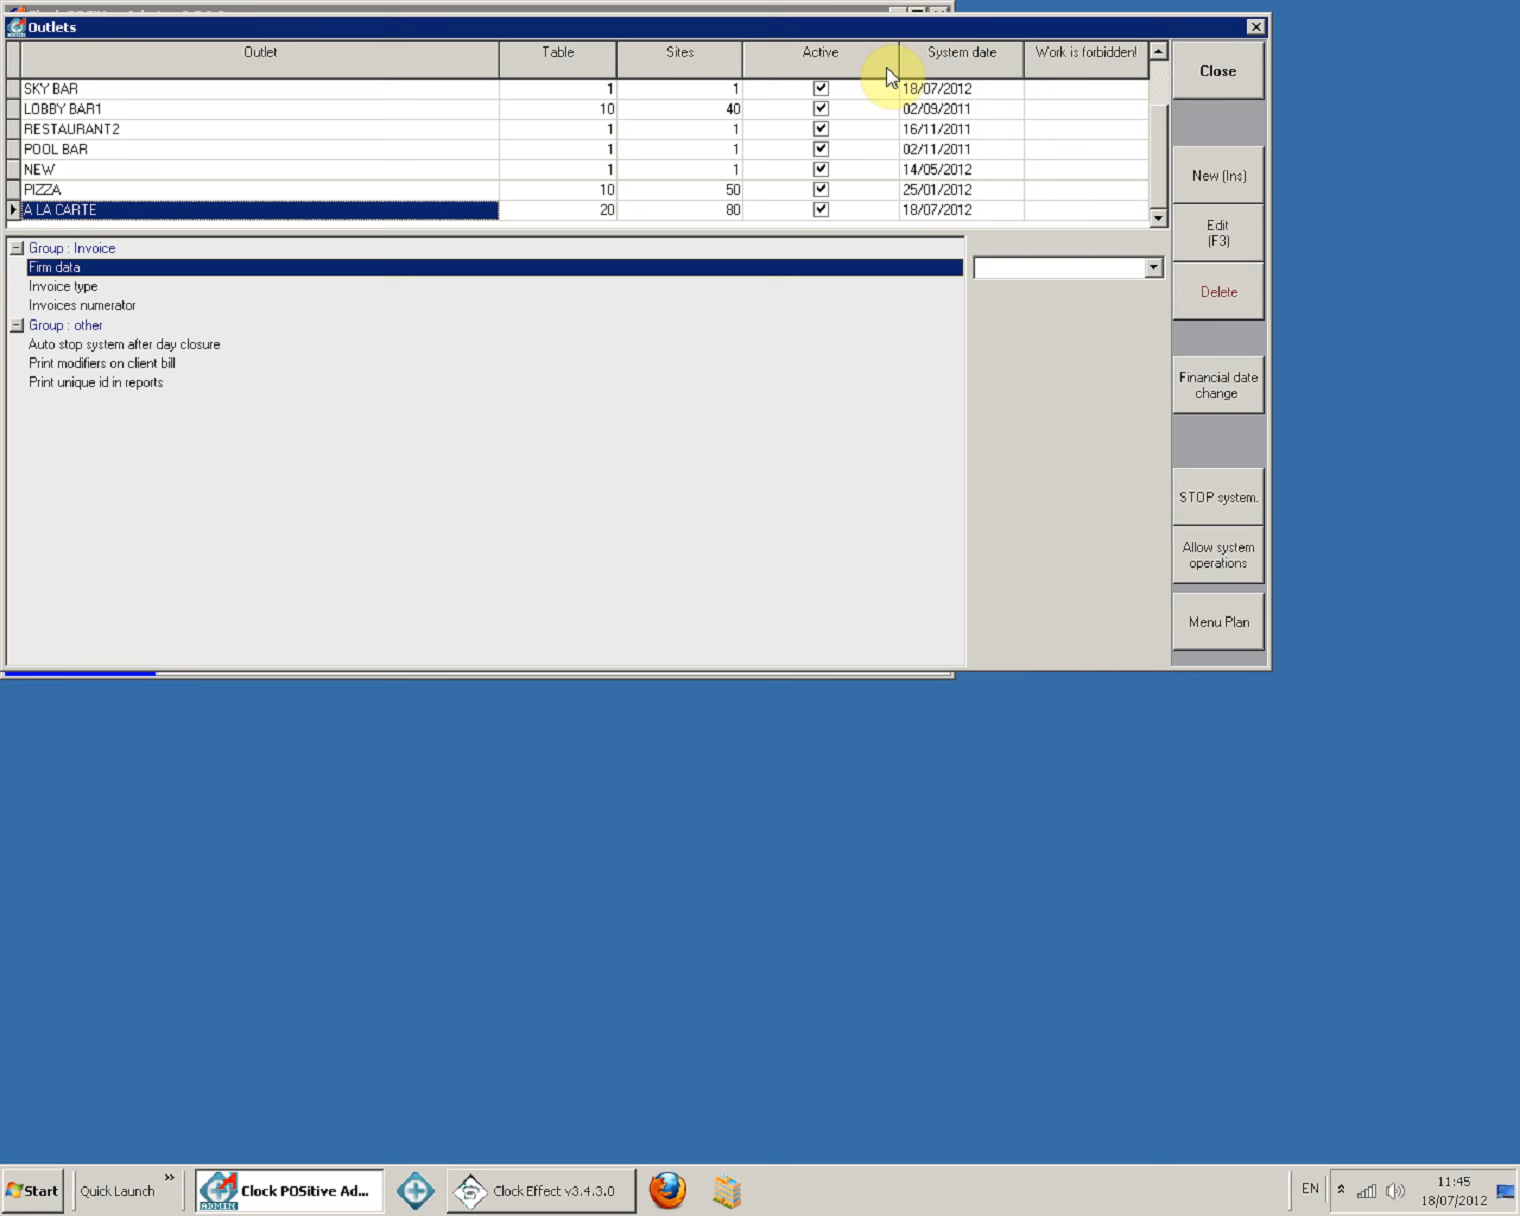 Outlets
Outlet Table Sites Active System date Work is forbidden!
SKY BAR 1 1 18/07/2012
LOBBY BAR1 10 40 02/09/2011
RESTAURANT2 1 1 16/11/2011
POOL BAR 1 1 02/11/2011
NEW 1 1 14/05/2012
PIZZA 10 50 25/01/2012
A LA CARTE 20 80 18/07/2012
Group : Invoice
Firm data
Invoice type
Invoices numerator
Group : other
Auto stop system after day closure
Print modifiers on client bill
Print unique id in reports
Close
New (Ins)
Edit
(F3)
Delete
Financial date
change
STOP system.
Allow system
operations
Menu Plan
Start Quick Launch » ADMIN Clock POSitive Ad... Clock Effect v3.4.3.0 EN 11:45
18/07/2012